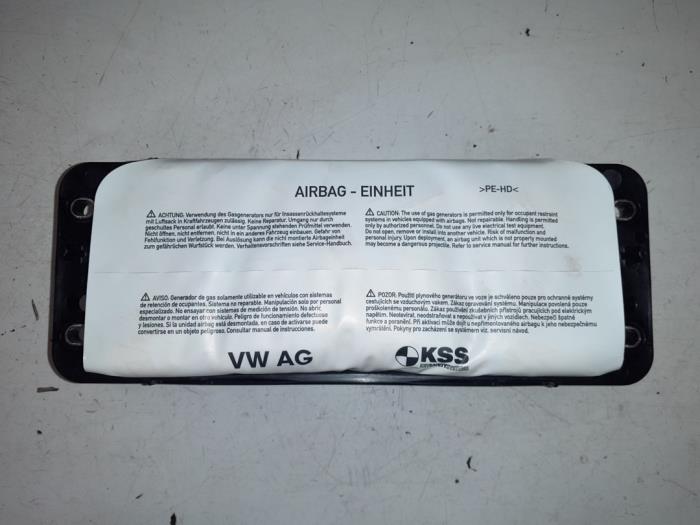 AIRBAG - EINHEIT
>PE-HD<
⚠ ACHTUNG: Verwendung des Gasgenerators nur für Insassenrückhaltesysteme
mit Luftsack in Kraftfahrzeugen zulässig. Keine Reparatur. Umgang nur durch
geschultes Personal erlaubt. Keine unter Spannung stehenden Prüfmittel verwenden.
Nicht öffnen, nicht entfernen, nicht in ein anderes Fahrzeug einbauen. Gefahr von
Fehlfunktion und Verletzung. Bei Auslösung kann die nicht montierte Airbageinheit
zum gefährlichen Wurfstück werden. Verhaltensvorschriften siehe Service-Handbuch.
⚠ CAUTION: The use of gas generators is permitted only for occupant restraint
systems in vehicles equipped with airbags. Not repairable. Handling is permitted
only by authorized personnel. Do not use any live electrical test equipment.
Do not open, remove or install into another vehicle. Risk of malfunction and
personal injury. Upon deployment, an airbag unit which is not properly mounted
may become a dangerous projectile. Refer to service manual for further instructions.
⚠ AVISO: Generador de gas solamente utilizable en vehículos con sistemas
de retención de ocupantes. Sistema no reparable. Manipulación solo por personal
especializado. No ensayar con sistemas de medición de tensión. No abrir,
desmontar o montar en otro vehículo. Peligro de funcionamiento defectuoso
y lesiones. Si la unidad airbag está desmontada, en caso de activarse puede
convertirse en un objeto peligroso. Consultar manual de instrucciones.
⚠ POZOR: Použití plynového generátoru ve voze je schváleno pouze pro ochranné systémy
cestujících se vzduchovým vakem. Zákaz opravování systému. Manipulace povolená pouze
proškolenému personálu. Zákaz používání zkušebních přístrojů pracujících pod elektrickým
napětím. Neotevírat, neodstraňovat a nepoužívat v jiných vozidlech. Nebezpečí špatné
funkce a poranění. Při aktivaci může dojít u nepřimontovaného airbagu k jeho nebezpečnému
vymrštění. Pokyny pro zacházení se systémem viz. servisní návod.
VW AG
KSS